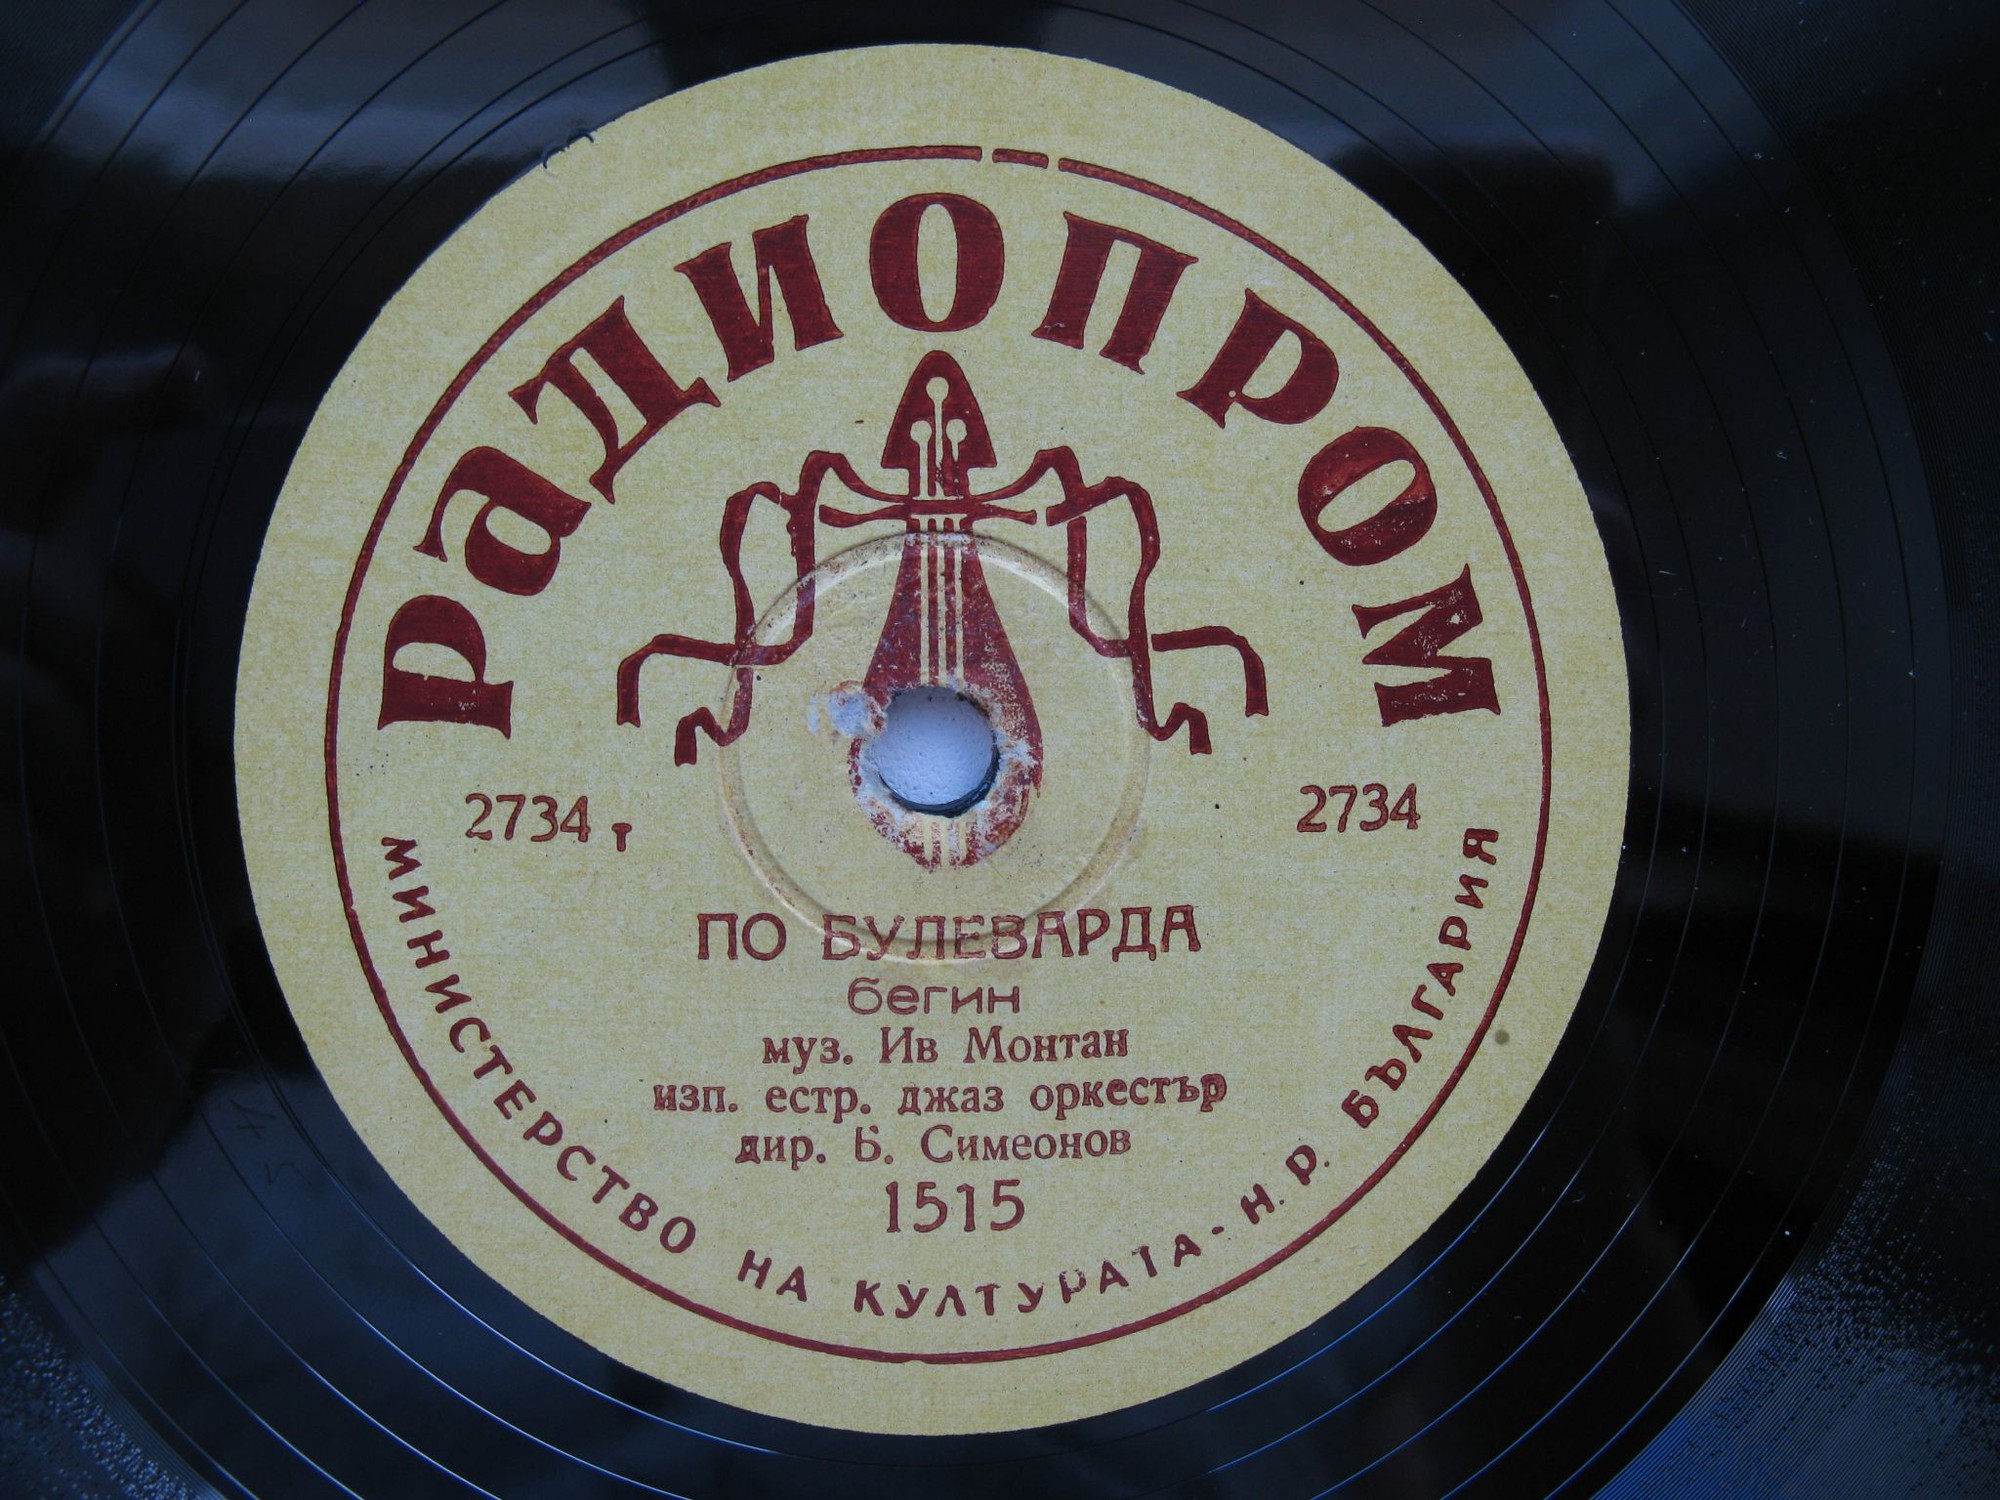 РАДИОПРОМ
2734 т 2734
ПО БУЛЕВАРДА
бегин
муз. Ив Монтан
изп. естр. джаз оркестър
дир. Б. Симеонов
1515
МИНИСТЕРСТВО НА КУЛТУРАТА - Н. Р. БЪЛГАРИЯ